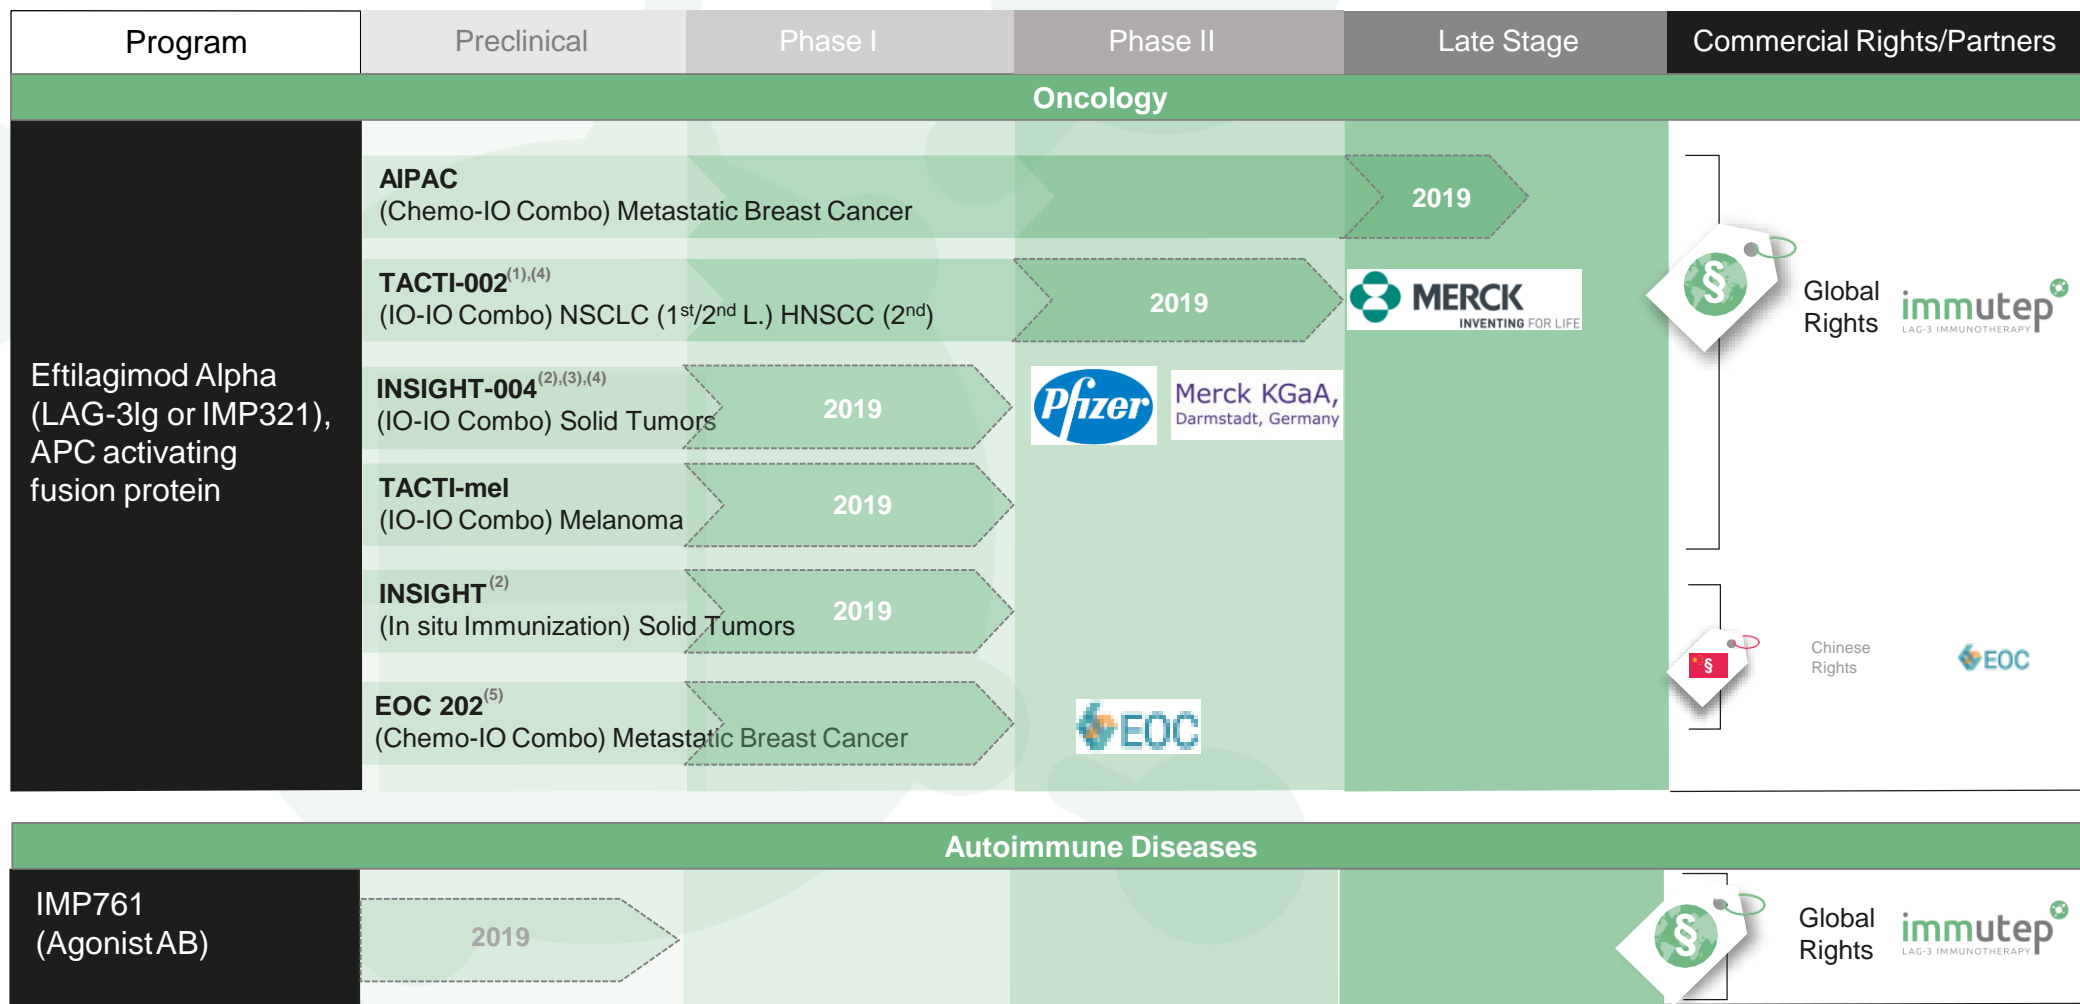 Program
Preclinical
Phase I
Phase II
Late Stage
Commercial Rights/Partners
Oncology
Eftilagimod Alpha
(LAG-3Ig or IMP321),
APC activating
fusion protein
AIPAC
(Chemo-IO Combo) Metastatic Breast Cancer
2019
TACTI-002(1),(4)
(IO-IO Combo) NSCLC (1st/2nd L.) HNSCC (2nd)
2019
MERCK
INVENTING FOR LIFE
INSIGHT-004(2),(3),(4)
(IO-IO Combo) Solid Tumors
2019
Pfizer
Merck KGaA,
Darmstadt, Germany
TACTI-mel
(IO-IO Combo) Melanoma
2019
INSIGHT(2)
(In situ Immunization) Solid Tumors
2019
EOC 202(5)
(Chemo-IO Combo) Metastatic Breast Cancer
EOC
§
Global
Rights
immutep
LAG-3 IMMUNOTHERAPY
§
Chinese
Rights
EOC
Autoimmune Diseases
IMP761
(Agonist AB)
2019
§
Global
Rights
immutep
LAG-3 IMMUNOTHERAPY